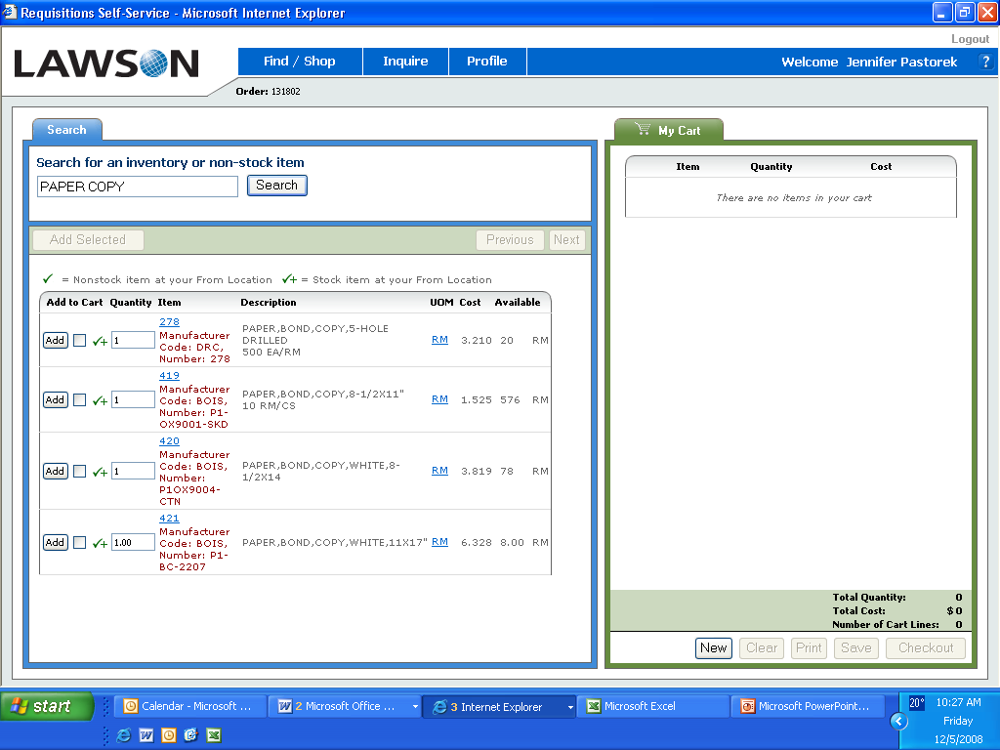 Requisitions Self-Service - Microsoft Internet Explorer
Logout
LAWSON
Find / Shop
Inquire
Profile
Welcome Jennifer Pastorek
?
Order: 131802
Search
My Cart
Search for an inventory or non-stock item
PAPER COPY
Search
Add Selected
Previous
Next
= Nonstock item at your From Location + = Stock item at your From Location
Add to Cart Quantity Item Description UOM Cost Available
Add + 1
278
Manufacturer
Code: DRC,
Number: 278
PAPER,BOND,COPY,5-HOLE
DRILLED
500 EA/RM
RM 3.210 20 RM
Add + 1
419
Manufacturer
Code: BOIS,
Number: P1-
OX9001-SKD
PAPER,BOND,COPY,8-1/2X11"
10 RM/CS
RM 1.525 576 RM
Add + 1
420
Manufacturer
Code: BOIS,
Number:
P1OX9004-
CTN
PAPER,BOND,COPY,WHITE,8-
1/2X14
RM 3.819 78 RM
Add + 1.00
421
Manufacturer
Code: BOIS,
Number: P1-
BC-2207
PAPER,BOND,COPY,WHITE,11X17"
RM 6.328 8.00 RM
Item Quantity Cost
There are no items in your cart
Total Quantity: 0
Total Cost: $ 0
Number of Cart Lines: 0
New
Clear
Print
Save
Checkout
start
Calendar - Microsoft ...
2 Microsoft Office ...
3 Internet Explorer
Microsoft Excel
Microsoft PowerPoint...
20°
10:27 AM
Friday
12/5/2008